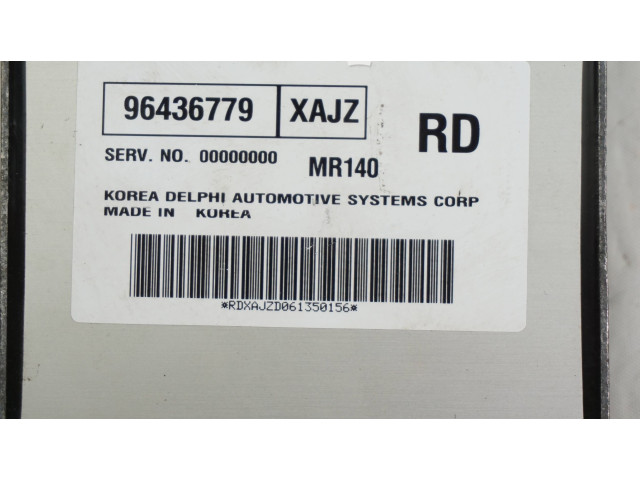 96436779 XAJZ RD
SERV. NO. 00000000 MR140
KOREA DELPHI AUTOMOTIVE SYSTEMS CORP
MADE IN KOREA
*RDXAJZD061350156*